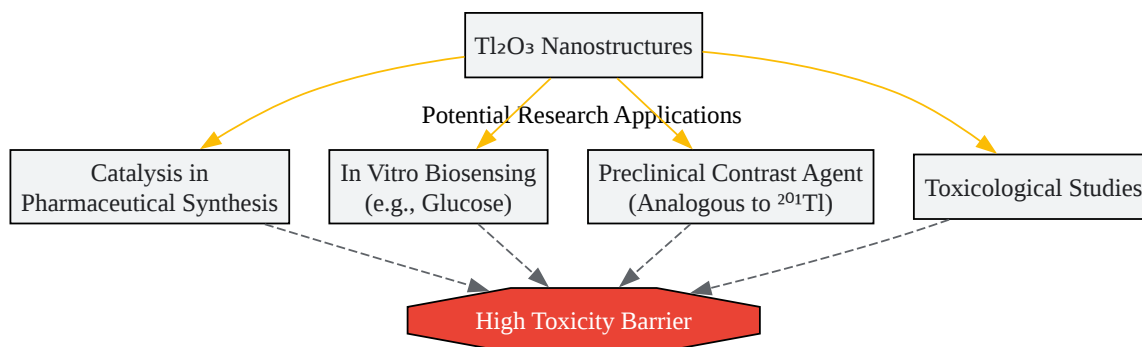 Tl₂O₃ Nanostructures
Potential Research Applications
Catalysis in
Pharmaceutical Synthesis
In Vitro Biosensing
(e.g., Glucose)
Preclinical Contrast Agent
(Analogous to ²⁰¹Tl)
Toxicological Studies
High Toxicity Barrier